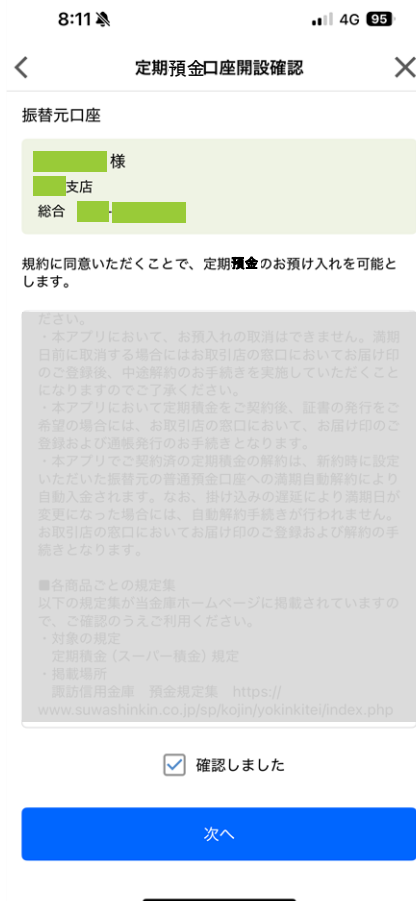 8:11 4G 95
定期預金口座開設確認
振替元口座
様
支店
総合 -
規約に同意いただくことで、定期預金のお預け入れを可能と
します。
ださい。
・本アプリにおいて、お預入れの取消はできません。満期
日前に取消する場合にはお取引店の窓口においてお届け印
のご登録後、中途解約のお手続きを実施していただくこと
になりますのでご了承ください。
・本アプリにおいて定期積金をご契約後、証書の発行をご
希望の場合には、お取引店の窓口において、お届け印のご
登録および通帳発行のお手続きとなります。
・本アプリでご契約済の定期積金の解約は、新約時に設定
いただいた振替元の普通預金口座への満期自動解約により
自動入金されます。なお、掛け込みの遅延により満期日が
変更になった場合には、自動解約手続きが行われません。
お取引店の窓口においてお届け印のご登録および解約の手
続きとなります。
■各商品ごとの規定集
以下の規定集が当金庫ホームページに掲載されていますの
で、ご確認のうえご利用ください。
・対象の規定
定期積金（スーパー積金）規定
・掲載場所
諏訪信用金庫 預金規定集 https://
www.suwashinkin.co.jp/sp/kojin/yokinkitei/index.php
確認しました
次へ